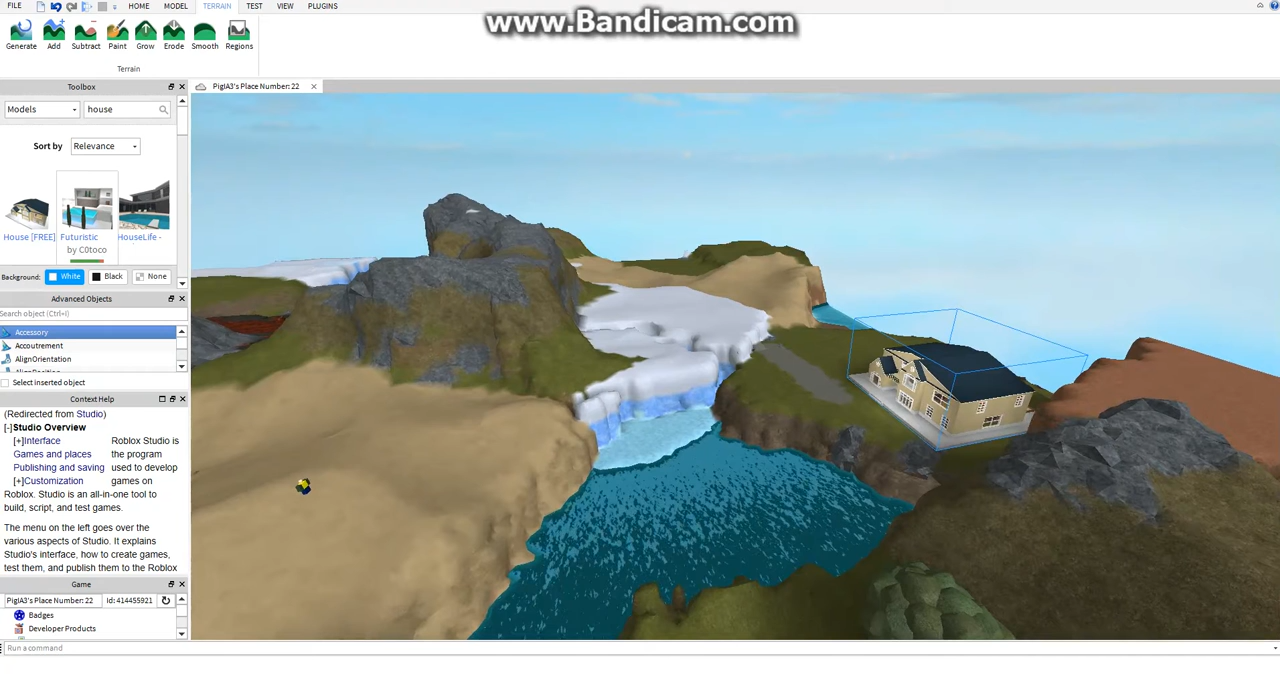 www.Bandicam.com
FILE HOME MODEL TERRAIN TEST VIEW PLUGINS
Generate Add Subtract Paint Grow Erode Smooth Regions
Terrain
Toolbox
PigIA3's Place Number: 22
Models house
Sort by Relevance
House [FREE] Futuristic HouseLife -
by C0toco
Background: White Black None
Advanced Objects
Search object (Ctrl+I)
Accessory
Accoutrement
AlignOrientation
Select inserted object
Context Help
(Redirected from Studio)
[-]Studio Overview
[+]Interface
Games and places
Publishing and saving
[+]Customization
Roblox Studio is
the program
used to develop
games on
Roblox. Studio is an all-in-one tool to
build, script, and test games.
The menu on the left goes over the
various aspects of Studio. It explains
Studio's interface, how to create games,
test them, and publish them to the Roblox
Game
PigIA3's Place Number: 22 Id: 414455921
Badges
Developer Products
Run a command